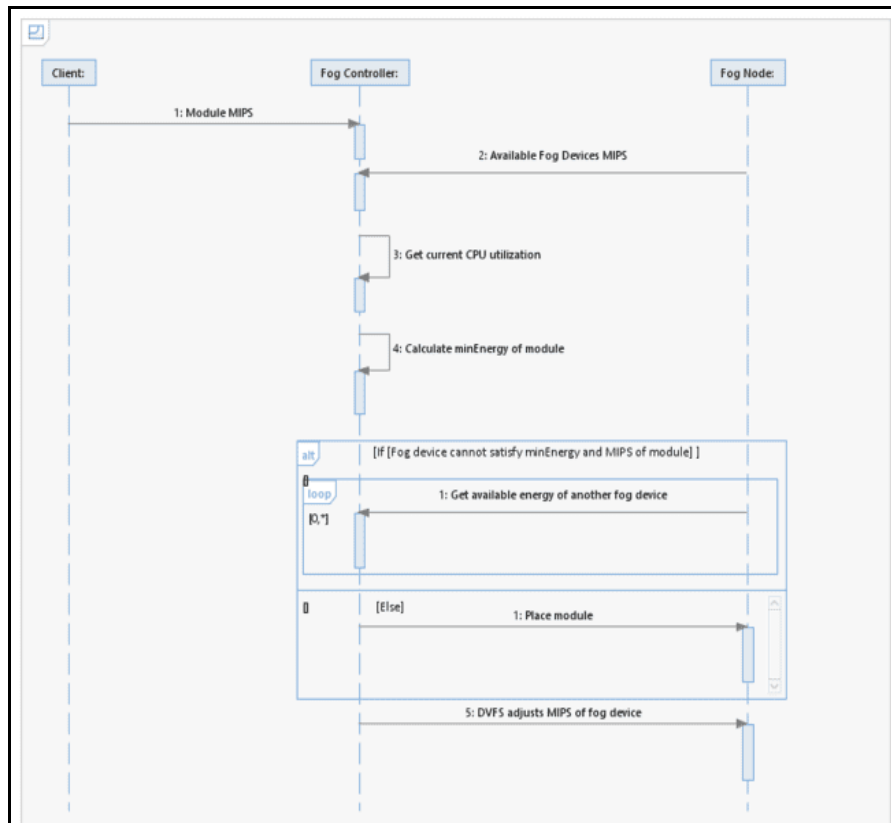 Client:
Fog Controller:
Fog Node:
1: Module MIPS
2: Available Fog Devices MIPS
3: Get current CPU utilization
4: Calculate minEnergy of module
alt
[If [Fog device cannot satisfy minEnergy and MIPS of module] ]
[]
loop
1: Get available energy of another fog device
[0,*]
[]
[Else]
1: Place module
5: DVFS adjusts MIPS of fog device